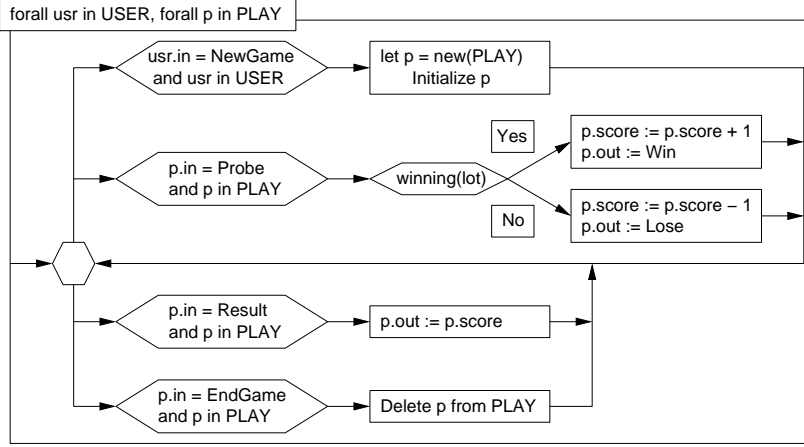 forall usr in USER, forall p in PLAY
usr.in = NewGame
and usr in USER
let p = new(PLAY)
Initialize p
p.in = Probe
and p in PLAY
winning(lot)
Yes
p.score := p.score + 1
p.out := Win
No
p.score := p.score − 1
p.out := Lose
p.in = Result
and p in PLAY
p.out := p.score
p.in = EndGame
and p in PLAY
Delete p from PLAY